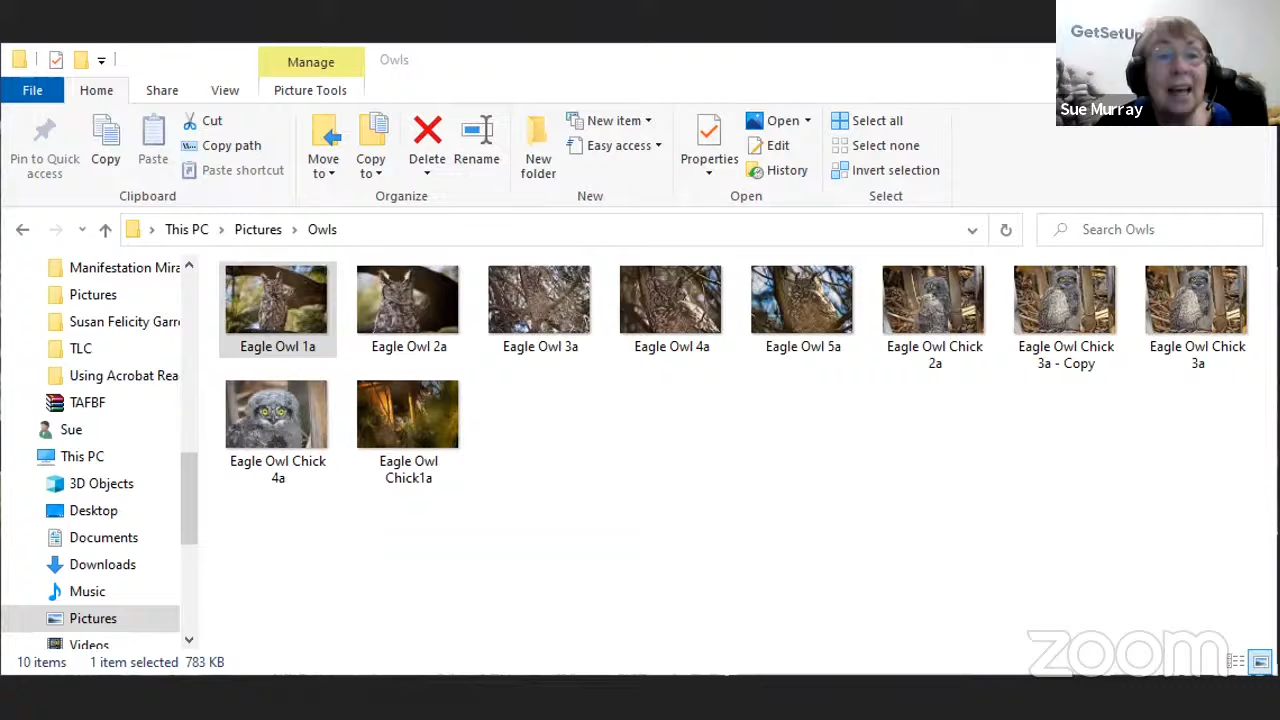 Manage
Owls
GetSetUp
File
Home
Share
View
Picture Tools
Sue Murray
Pin to Quick
access
Copy
Paste
Cut
Copy path
Paste shortcut
Clipboard
Move
to
Copy
to
Delete
Rename
Organize
New
folder
New item
Easy access
New
Properties
Open
Edit
History
Open
Select all
Select none
Invert selection
Select
This PC
Pictures
Owls
Search Owls
Manifestation Mira
Pictures
Susan Felicity Garr
TLC
Using Acrobat Rea
TAFBF
Sue
This PC
3D Objects
Desktop
Documents
Downloads
Music
Pictures
Videos
Eagle Owl 1a
Eagle Owl 2a
Eagle Owl 3a
Eagle Owl 4a
Eagle Owl 5a
Eagle Owl Chick
2a
Eagle Owl Chick
3a - Copy
Eagle Owl Chick
3a
Eagle Owl Chick
4a
Eagle Owl
Chick1a
10 items
1 item selected 783 KB
zoom